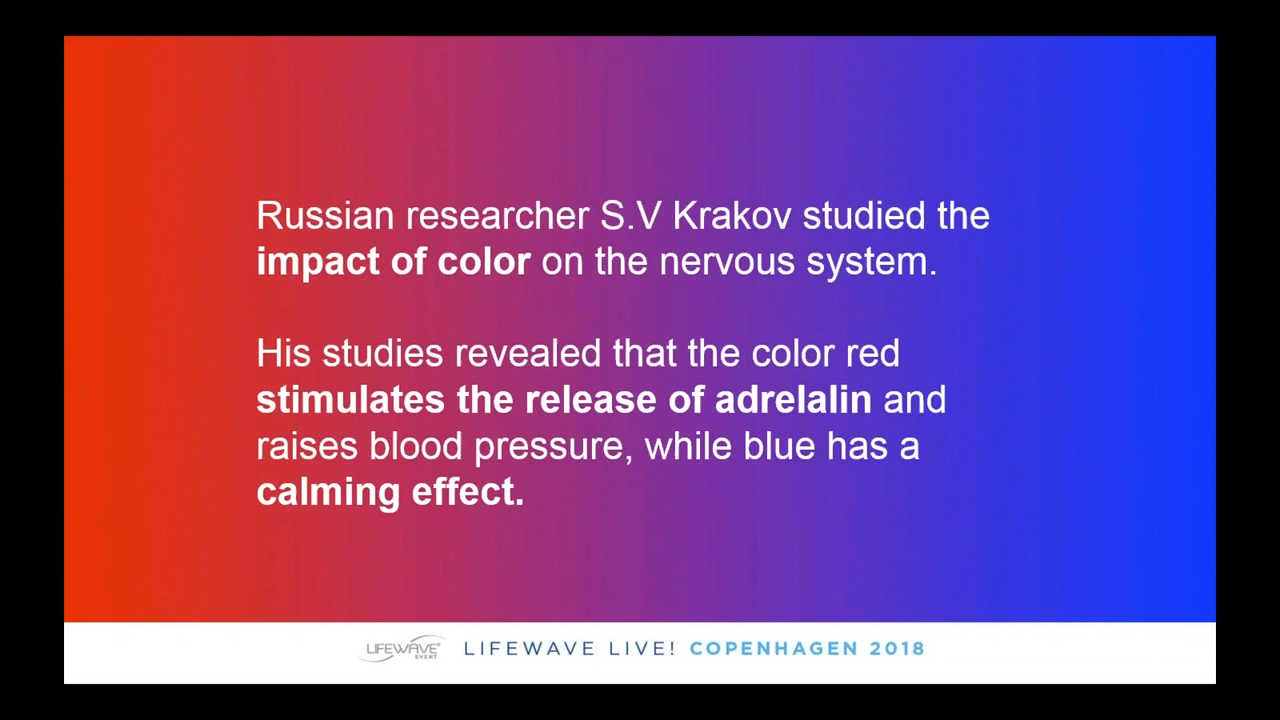 Russian researcher S.V Krakov studied the
impact of color on the nervous system.
His studies revealed that the color red
stimulates the release of adrelalin and
raises blood pressure, while blue has a
calming effect.
LIFEWAVE®
EVENT
LIFEWAVE LIVE! COPENHAGEN 2018